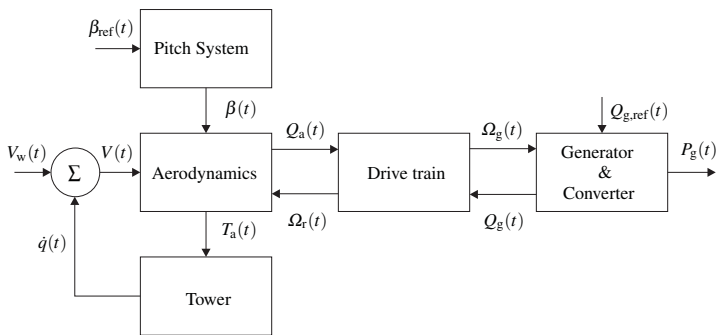 β_ref(t)
Pitch System
β(t)
Q_g,ref(t)
V_w(t)
Σ
V(t)
Aerodynamics
Q_a(t)
Ω_r(t)
Drive train
Ω_g(t)
Q_g(t)
Generator
&
Converter
P_g(t)
T_a(t)
q̇(t)
Tower